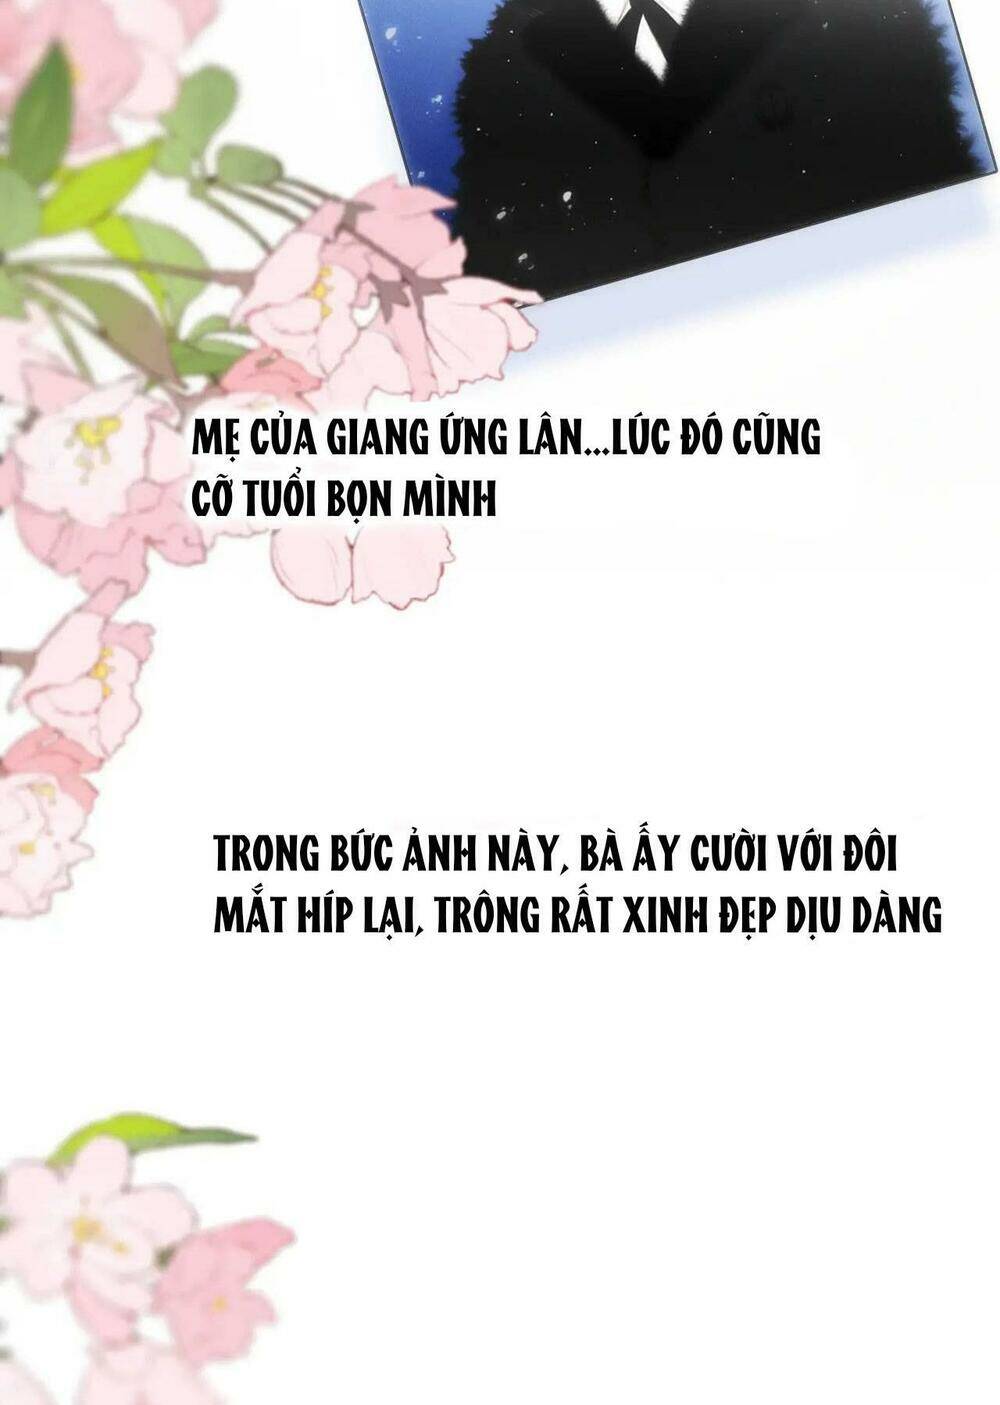 MẸ CỦA GIANG ỨNG LÂN...LÚC ĐÓ CŨNG
CỠ TUỔI BỌN MÌNH
TRONG BỨC ẢNH NÀY, BÀ ẤY CƯỜI VỚI ĐÔI
MẮT HÍP LẠI, TRÔNG RẤT XINH ĐẸP DỊU DÀNG